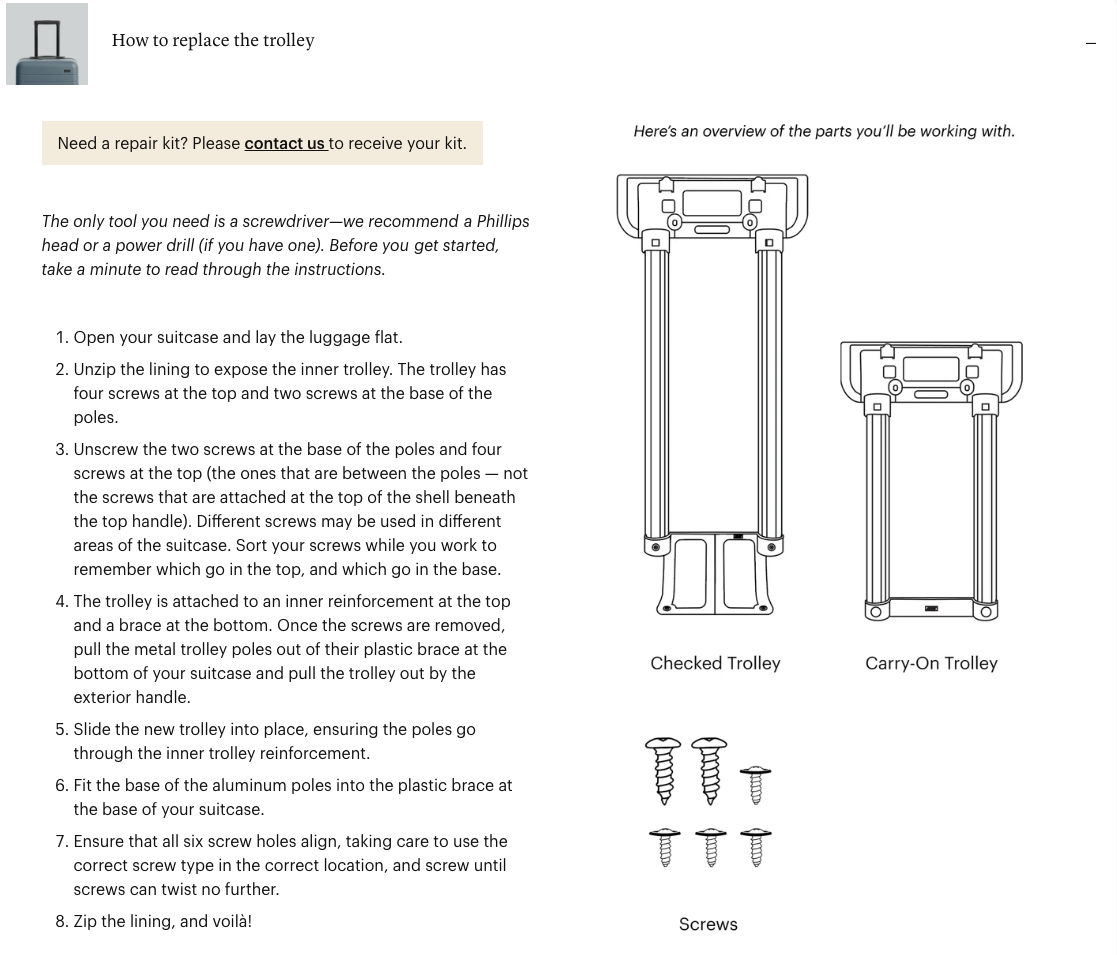 How to replace the trolley
–
Need a repair kit? Please contact us to receive your kit.
The only tool you need is a screwdriver—we recommend a Phillips
head or a power drill (if you have one). Before you get started,
take a minute to read through the instructions.
1. Open your suitcase and lay the luggage flat.
2. Unzip the lining to expose the inner trolley. The trolley has
four screws at the top and two screws at the base of the
poles.
3. Unscrew the two screws at the base of the poles and four
screws at the top (the ones that are between the poles — not
the screws that are attached at the top of the shell beneath
the top handle). Different screws may be used in different
areas of the suitcase. Sort your screws while you work to
remember which go in the top, and which go in the base.
4. The trolley is attached to an inner reinforcement at the top
and a brace at the bottom. Once the screws are removed,
pull the metal trolley poles out of their plastic brace at the
bottom of your suitcase and pull the trolley out by the
exterior handle.
5. Slide the new trolley into place, ensuring the poles go
through the inner trolley reinforcement.
6. Fit the base of the aluminum poles into the plastic brace at
the base of your suitcase.
7. Ensure that all six screw holes align, taking care to use the
correct screw type in the correct location, and screw until
screws can twist no further.
8. Zip the lining, and voilà!
Here's an overview of the parts you'll be working with.
Checked Trolley
Carry-On Trolley
Screws